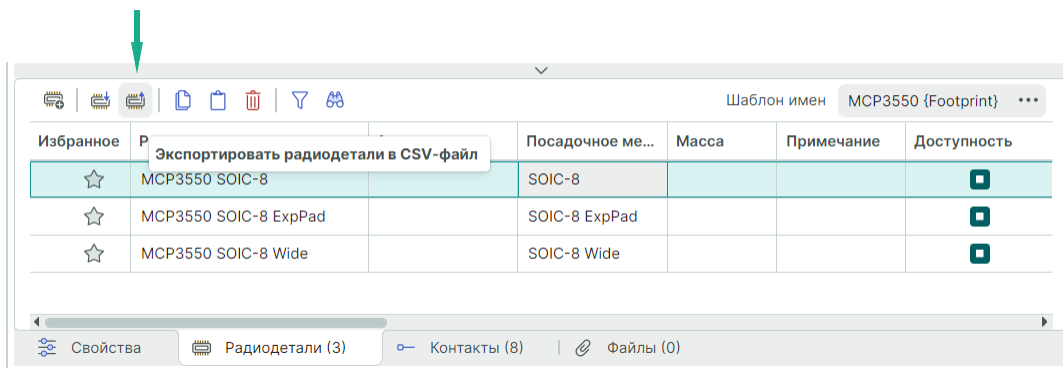 Шаблон имен MCP3550 {Footprint}
Избранное Посадочное ме... Масса Примечание Доступность
Экспортировать радиодетали в CSV-файл
MCP3550 SOIC-8 SOIC-8
MCP3550 SOIC-8 ExpPad SOIC-8 ExpPad
MCP3550 SOIC-8 Wide SOIC-8 Wide
Свойства Радиодетали (3) Контакты (8) Файлы (0)